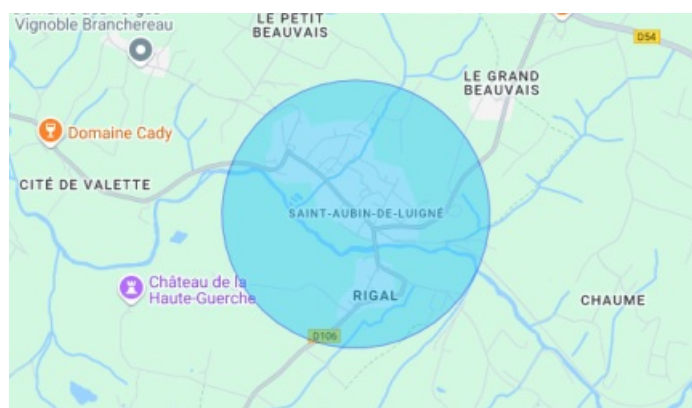 Vignoble Branchereau
LE PETIT
BEAUVAIS
D54
LE GRAND
BEAUVAIS
Domaine Cady
CITÉ DE VALETTE
SAINT-AUBIN-DE-LUIGNÉ
Château de la
Haute-Guerche
RIGAL
CHAUME
D106